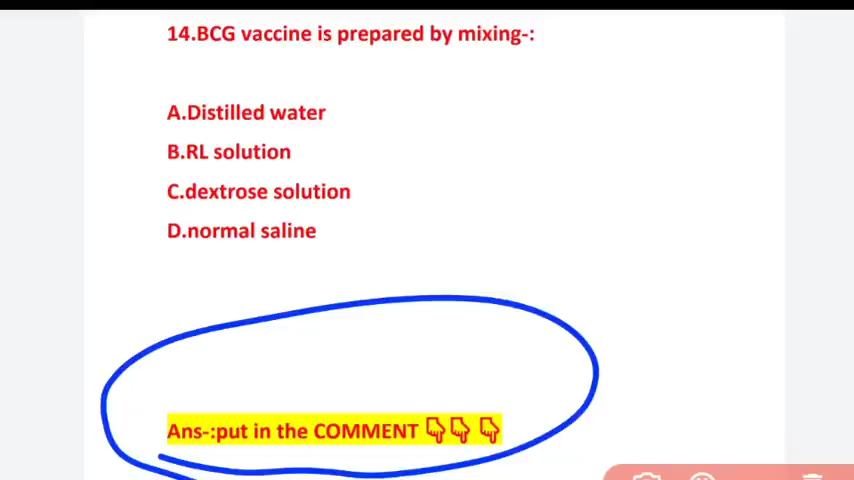 14.BCG vaccine is prepared by mixing-:
A.Distilled water
B.RL solution
C.dextrose solution
D.normal saline
Ans-:put in the COMMENT 👇👇 👇